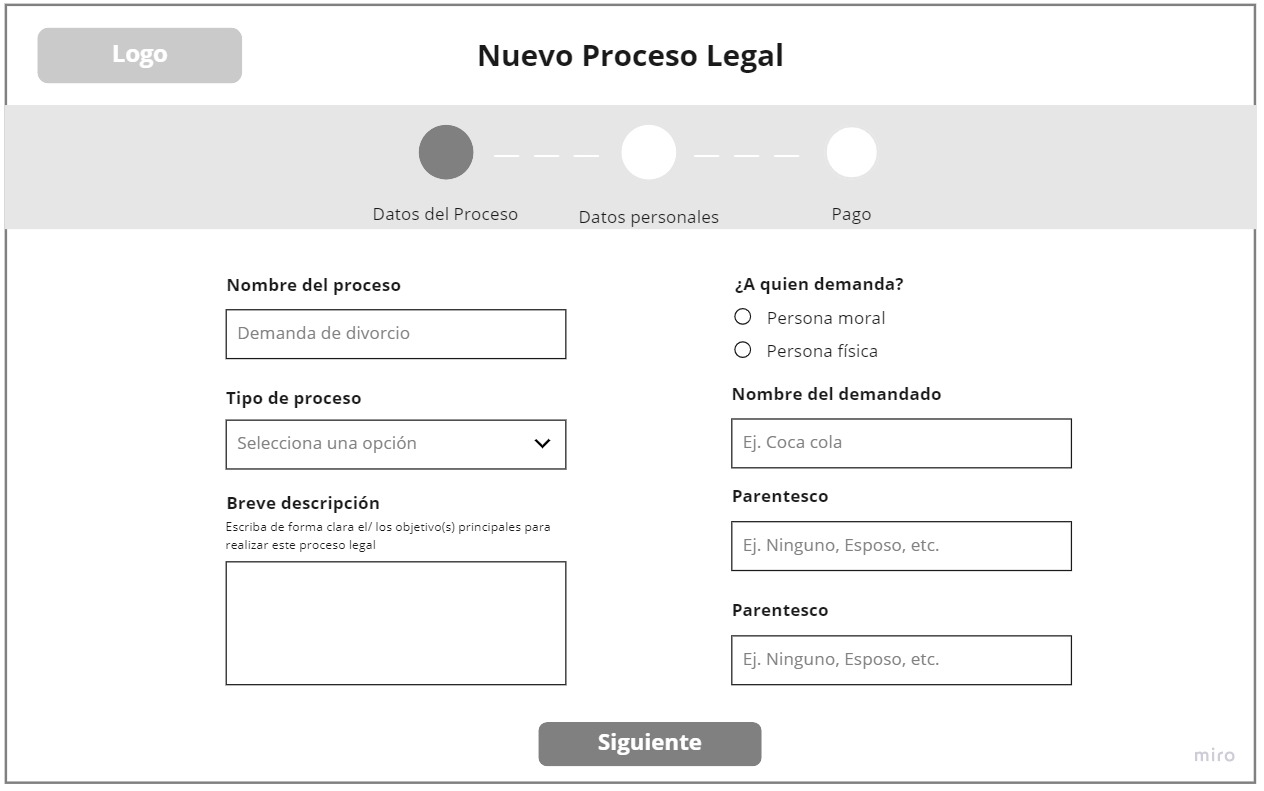 Logo
Nuevo Proceso Legal
Datos del Proceso
Datos personales
Pago
Nombre del proceso
Demanda de divorcio
Tipo de proceso
Selecciona una opción
Breve descripción
Escriba de forma clara el/ los objetivo(s) principales para
realizar este proceso legal
¿A quien demanda?
Persona moral
Persona física
Nombre del demandado
Ej. Coca cola
Parentesco
Ej. Ninguno, Esposo, etc.
Parentesco
Ej. Ninguno, Esposo, etc.
Siguiente
miro